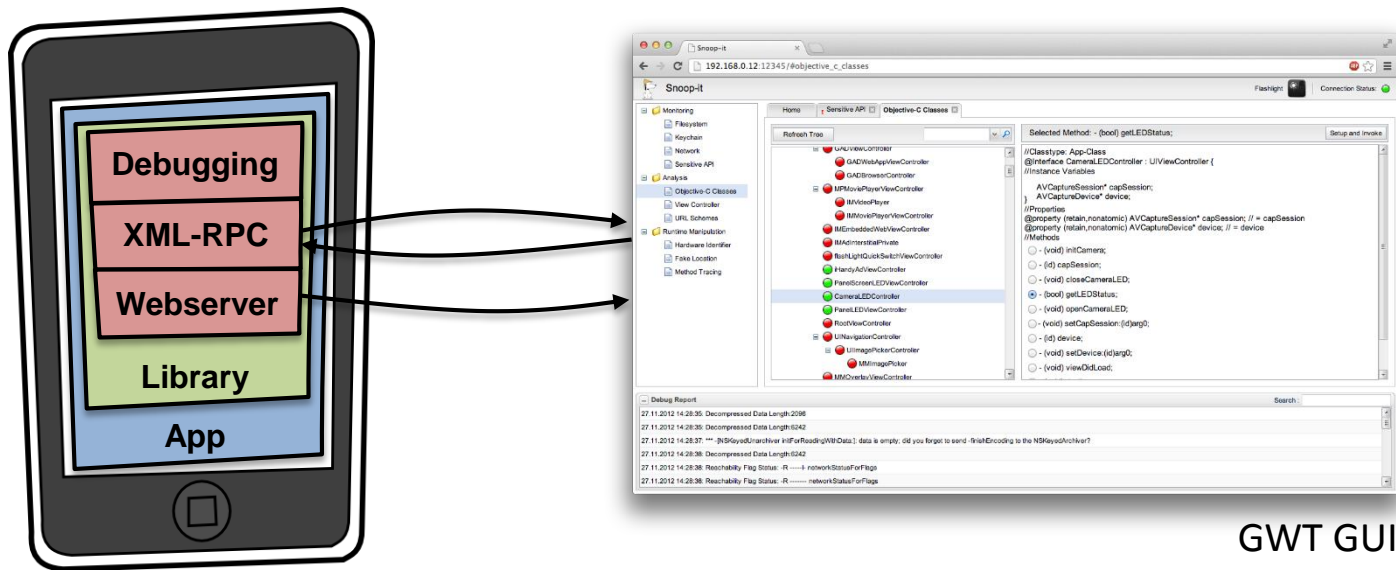 Debugging
XML-RPC
Webserver
Library
App
Snoop-it
192.168.0.12:12345/#objective_c_classes
Snoop-it
Flashlight
Connection Status:
Monitoring
Filesystem
Keychain
Network
Sensitive API
Analysis
Objective-C Classes
View Controller
URL Schemes
Runtime Manipulation
Hardware Identifier
Fake Location
Method Tracing
Home
Sensitive API
Objective-C Classes
Refresh Tree
GADViewController
GADWebAppViewController
GADBrowserController
MPMoviePlayerViewController
IMVideoPlayer
IMMoviePlayerViewController
IMEmbeddedWebViewController
IMAdInterstitialPrivate
flashLightQuickSwitchViewController
iHandyAdViewController
PanelScreenLEDViewController
CameraLEDController
PanelLEDViewController
RootViewController
UINavigationController
UIImagePickerController
MMImagePicker
MMOverlayViewController
Selected Method: - (bool) getLEDStatus;
Setup and Invoke
//Classtype: App-Class
@interface CameraLEDController : UIViewController {
//Instance Variables
AVCaptureSession* capSession;
AVCaptureDevice* device;
}
//Properties
@property (retain,nonatomic) AVCaptureSession* capSession; // = capSession
@property (retain,nonatomic) AVCaptureDevice* device; // = device
//Methods
- (void) initCamera;
- (id) capSession;
- (void) closeCameraLED;
- (bool) getLEDStatus;
- (void) openCameraLED;
- (void) setCapSession:(id)arg0;
- (id) device;
- (void) setDevice:(id)arg0;
- (void) viewDidLoad;
Debug Report
Search :
27.11.2012 14:28:35: Decompressed Data Length:2096
27.11.2012 14:28:35: Decompressed Data Length:6242
27.11.2012 14:28:37: *** -[NSKeyedUnarchiver initForReadingWithData:]: data is empty; did you forget to send -finishEncoding to the NSKeyedArchiver?
27.11.2012 14:28:38: Decompressed Data Length:6242
27.11.2012 14:28:38: Reachability Flag Status: -R -----l- networkStatusForFlags
27.11.2012 14:28:38: Reachability Flag Status: -R ------- networkStatusForFlags
GWT GUI